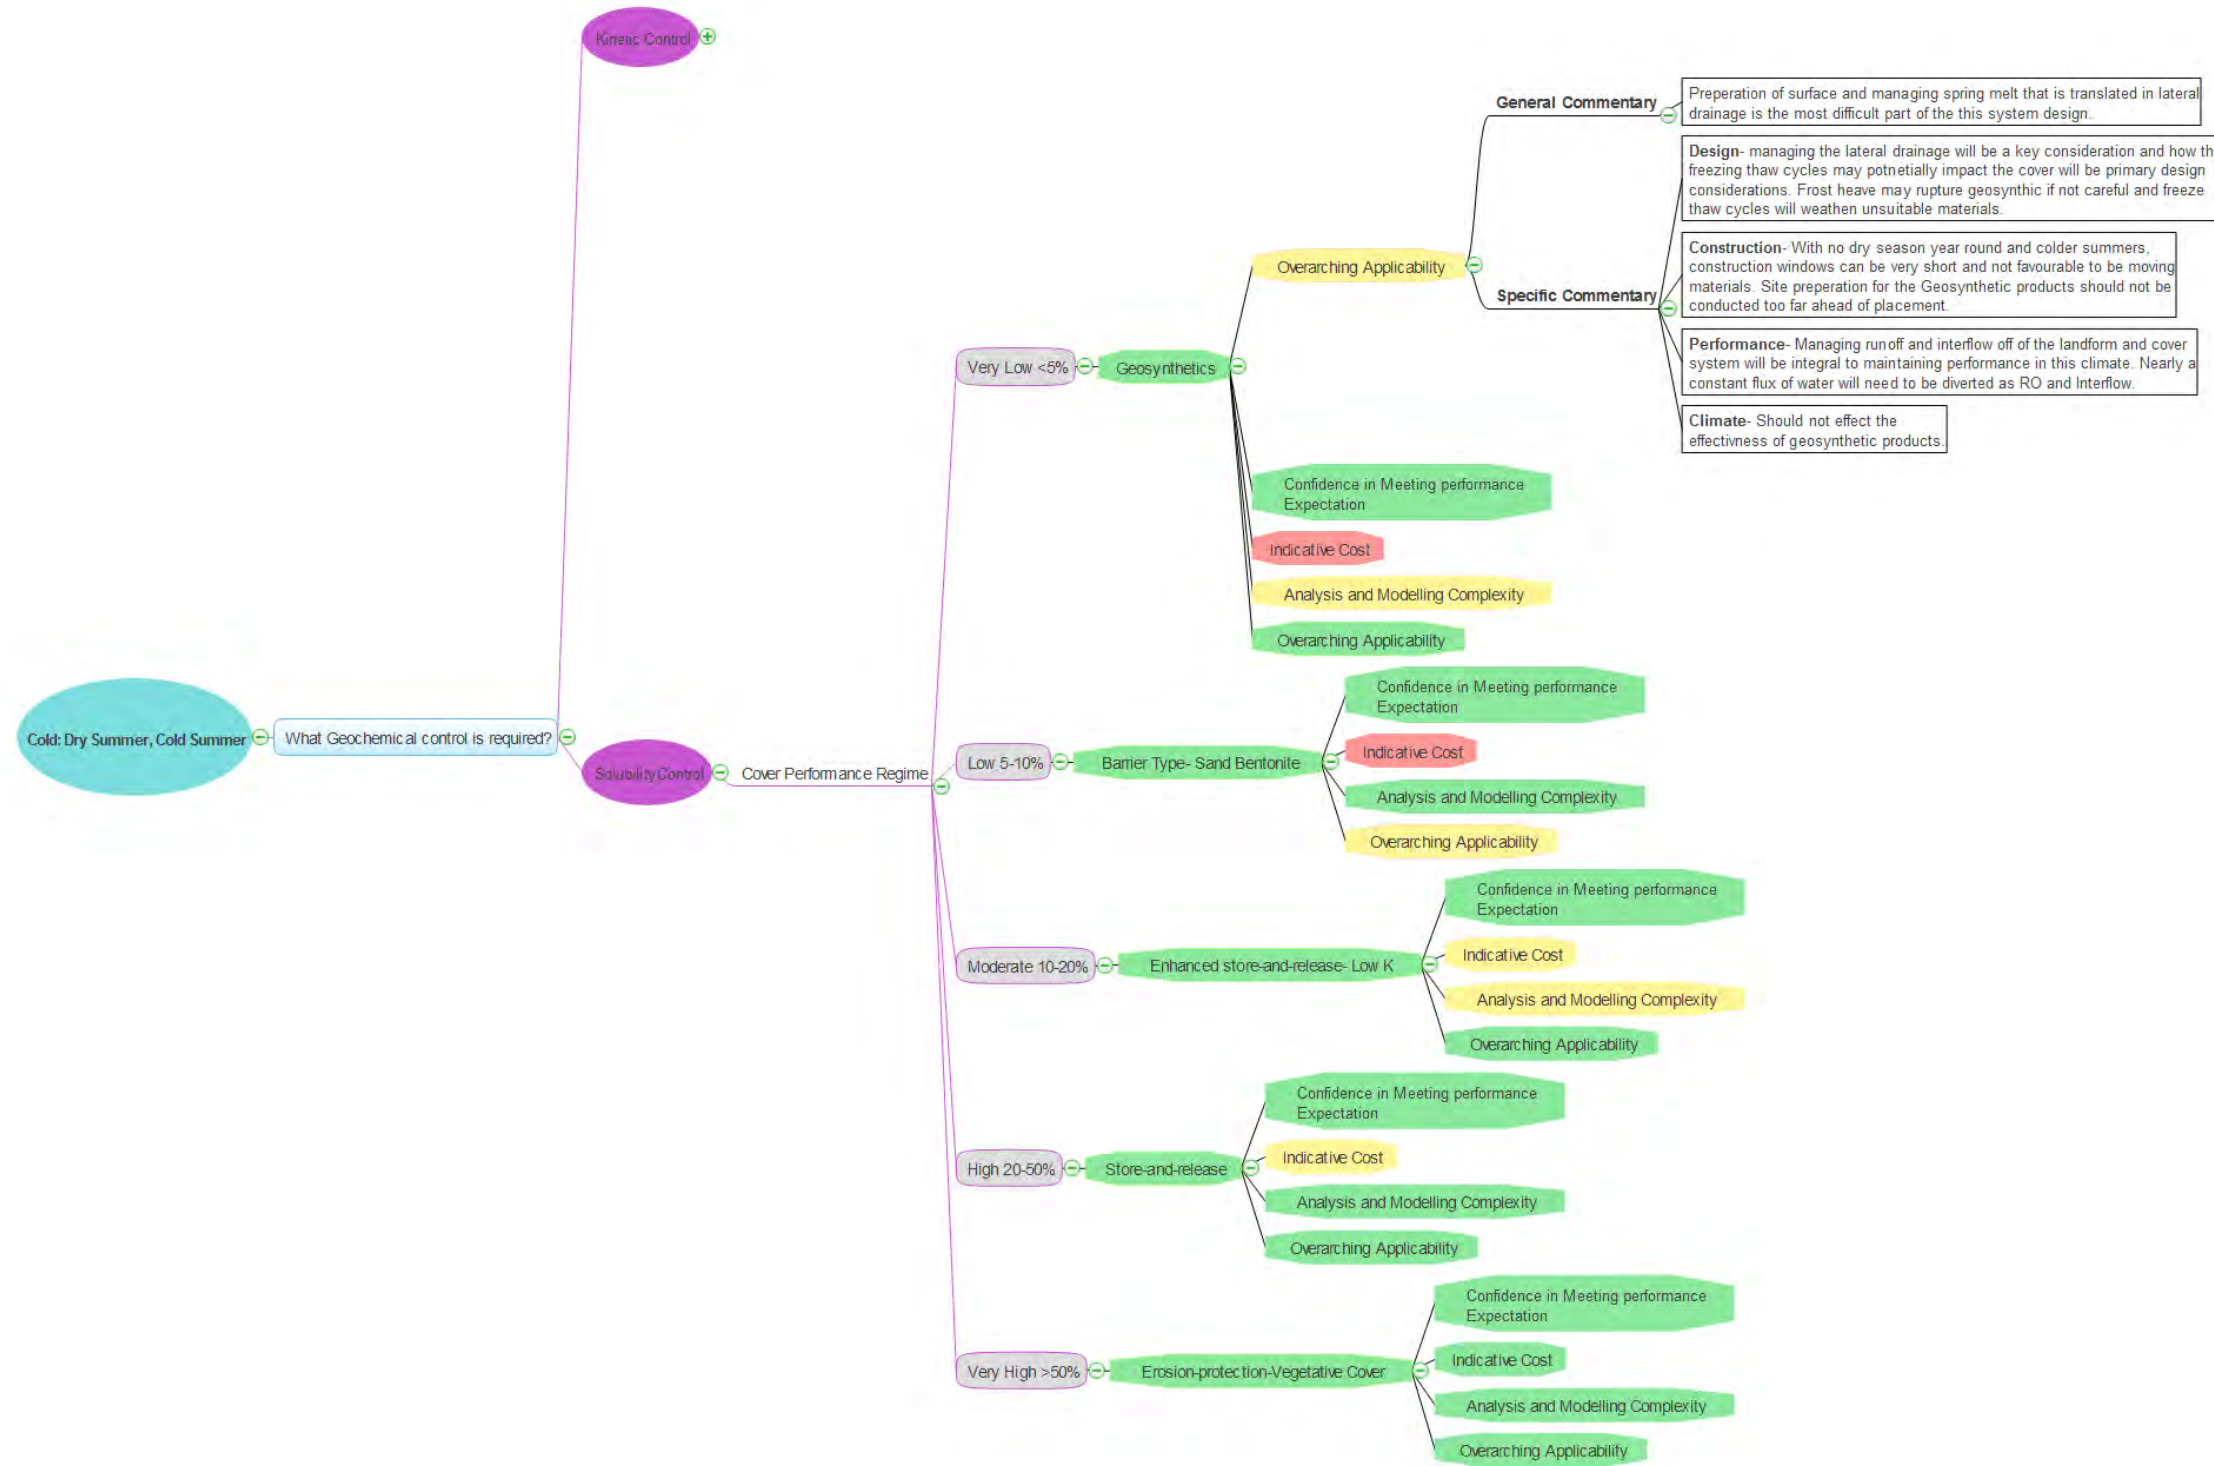 Kinetic Control
General Commentary
Preperation of surface and managing spring melt that is translated in lateral
drainage is the most difficult part of the this system design.
Design- managing the lateral drainage will be a key consideration and how th
freezing thaw cycles may potnetially impact the cover will be primary design
considerations. Frost heave may rupture geosynthic if not careful and freeze
thaw cycles will weathen unsuitable materials.
Overarching Applicability
Specific Commentary
Construction- With no dry season year round and colder summers,
construction windows can be very short and not favourable to be moving
materials. Site preperation for the Geosynthetic products should not be
conducted too far ahead of placement.
Performance- Managing runoff and interflow off of the landform and cover
system will be integral to maintaining performance in this climate. Nearly a
constant flux of water will need to be diverted as RO and Interflow.
Climate- Should not effect the
effectivness of geosynthetic products.
Very Low <5%
Geosynthetics
Confidence in Meeting performance
Expectation
Indicative Cost
Analysis and Modelling Complexity
Overarching Applicability
Cold: Dry Summer, Cold Summer
What Geochemical control is required?
Solubility Control
Cover Performance Regime
Low 5-10%
Barrier Type- Sand Bentonite
Confidence in Meeting performance
Expectation
Indicative Cost
Analysis and Modelling Complexity
Overarching Applicability
Moderate 10-20%
Enhanced store-and-release- Low K
Confidence in Meeting performance
Expectation
Indicative Cost
Analysis and Modelling Complexity
Overarching Applicability
High 20-50%
Store-and-release
Confidence in Meeting performance
Expectation
Indicative Cost
Analysis and Modelling Complexity
Overarching Applicability
Very High >50%
Erosion-protection-Vegetative Cover
Confidence in Meeting performance
Expectation
Indicative Cost
Analysis and Modelling Complexity
Overarching Applicability